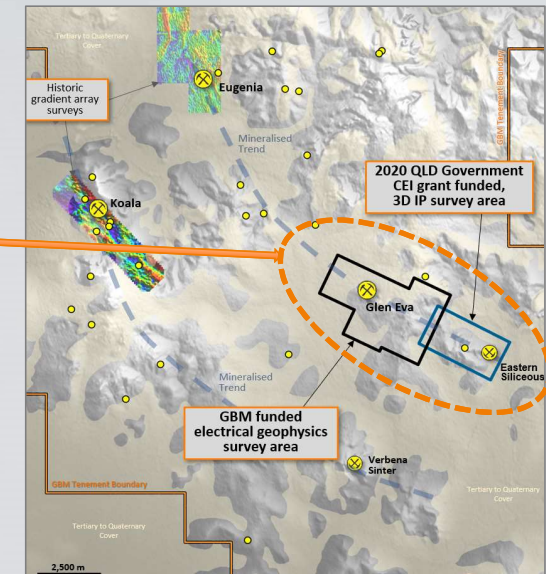 Tertiary to Quaternary
Cover
Historic
gradient array
surveys
Eugenia
GBM Tenement Boundary
Mineralised
Trend
2020 QLD Government
CEI grant funded,
3D IP survey area
Koala
Glen Eva
Eastern
Siliceous
Mineralised
Trend
GBM funded
electrical geophysics
survey area
Verbena
Sinter
GBM Tenement Boundary
Tertiary to Quaternary
Cover
Tertiary to Quaternary
Cover
2,500 m